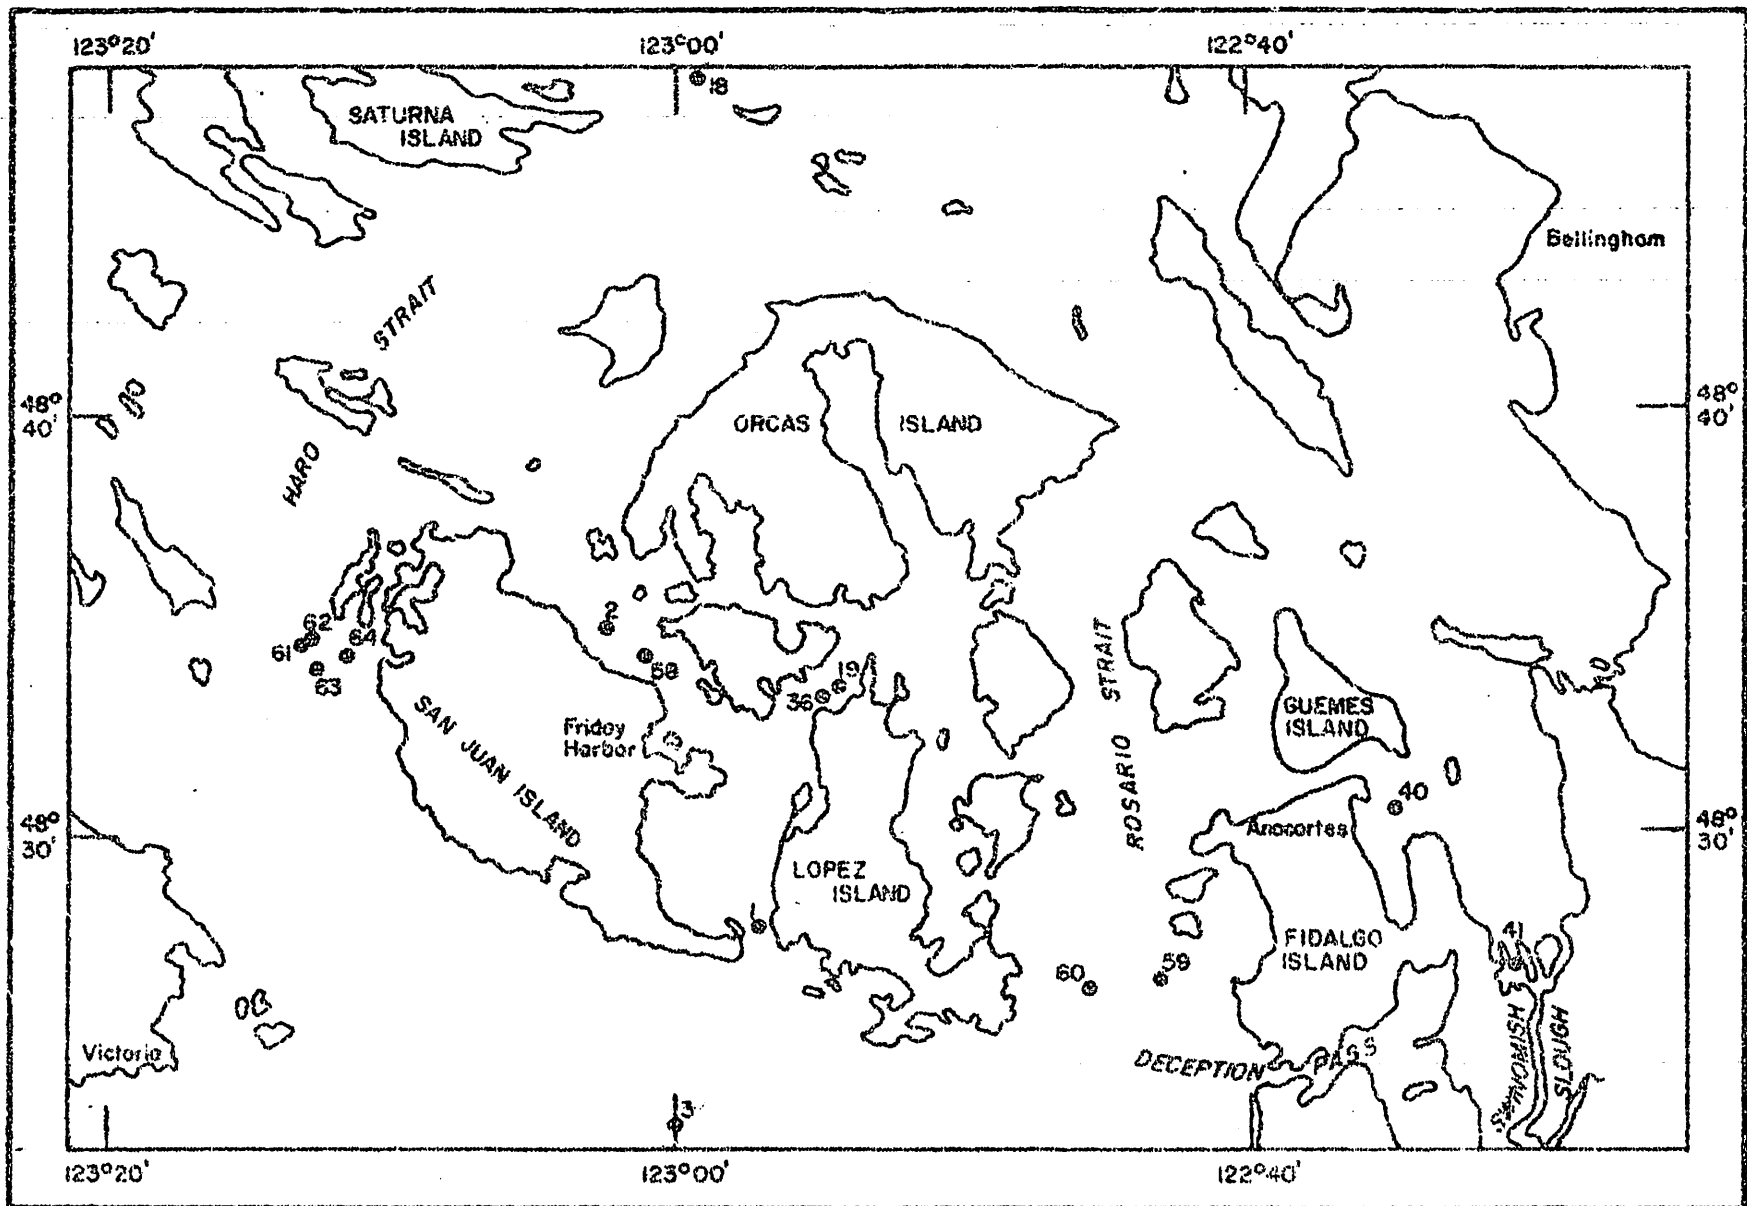 123°20'
123°00'
122°40'
18
SATURNA
ISLAND
Bellingham
STRAIT
HARO
48°
40'
48°
40'
ORCAS
ISLAND
2
62
61
64
63
68
19
36
STRAIT
ROSARIO
SAN JUAN ISLAND
Friday
Harbor
GUEMES
ISLAND
40
48°
30'
48°
30'
Anacortes
LOPEZ
ISLAND
FIDALGO
ISLAND
41
59
60
Victoria
DECEPTION
PASS
SLOUGH
3
123°20'
123°00'
122°40'